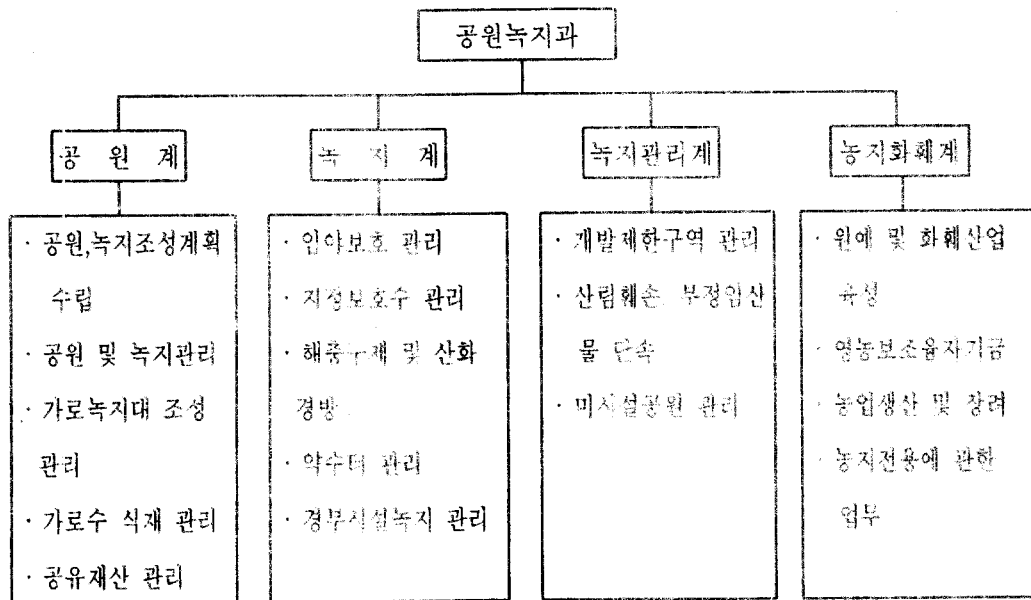 공원녹지과
공 원 계
녹 지 계
녹지관리계
농지화훼계
· 공원,녹지조성계획
수립
· 공원 및 녹지관리
· 가로녹지대 조성
관리
· 가로수 식재 관리
· 공유재산 관리
· 임야보호 관리
· 지정보호수 관리
· 해충구제 및 산화
경방
· 약수터 관리
· 경부시설녹지 관리
· 개발제한구역 관리
· 산림훼손 부정임산
물 단속
· 미시설공원 관리
· 원예 및 화훼산업
육성
· 영농보조융자기금
· 농업생산 및 장려
· 농지전용에 관한
업무